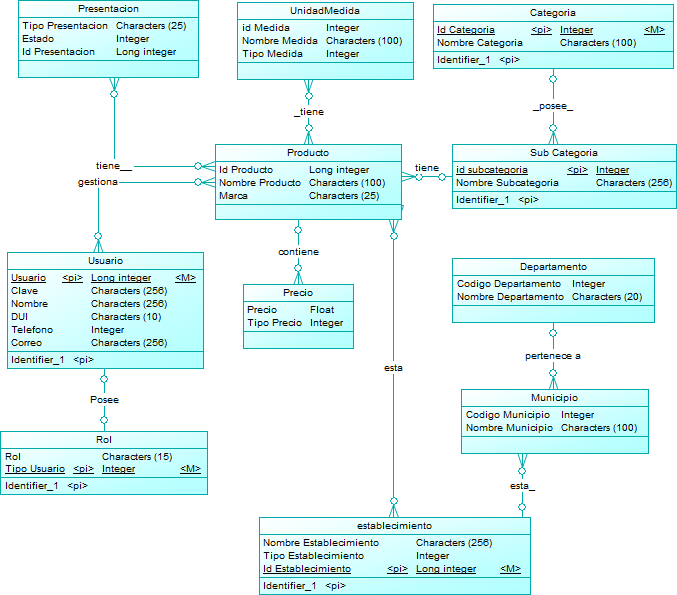 Presentacion
Tipo Presentacion Characters (25)
Estado Integer
Id Presentacion Long integer
UnidadMedida
id Medida Integer
Nombre Medida Characters (100)
Tipo Medida Integer
Categoria
Id Categoria <pi> Integer <M>
Nombre Categoria Characters (100)
Identifier_1 <pi>
_tiene
_posee_
Producto
Id Producto Long integer
Nombre Producto Characters (100)
Marca Characters (25)
tiene
Sub Categoria
id subcategoria <pi> Integer
Nombre Subcategoria Characters (256)
Identifier_1 <pi>
tiene__
gestiona
contiene
Usuario
Usuario <pi> Long integer <M>
Clave Characters (256)
Nombre Characters (256)
DUI Characters (10)
Telefono Integer
Correo Characters (256)
Identifier_1 <pi>
Precio
Precio Float
Tipo Precio Integer
Departamento
Codigo Departamento Integer
Nombre Departamento Characters (20)
pertenece a
esta
Posee
Municipio
Codigo Municipio Integer
Nombre Municipio Characters (100)
Rol
Rol Characters (15)
Tipo Usuario <pi> Integer <M>
Identifier_1 <pi>
esta_
establecimiento
Nombre Establecimiento Characters (256)
Tipo Establecimiento Integer
Id Establecimiento <pi> Long integer <M>
Identifier_1 <pi>